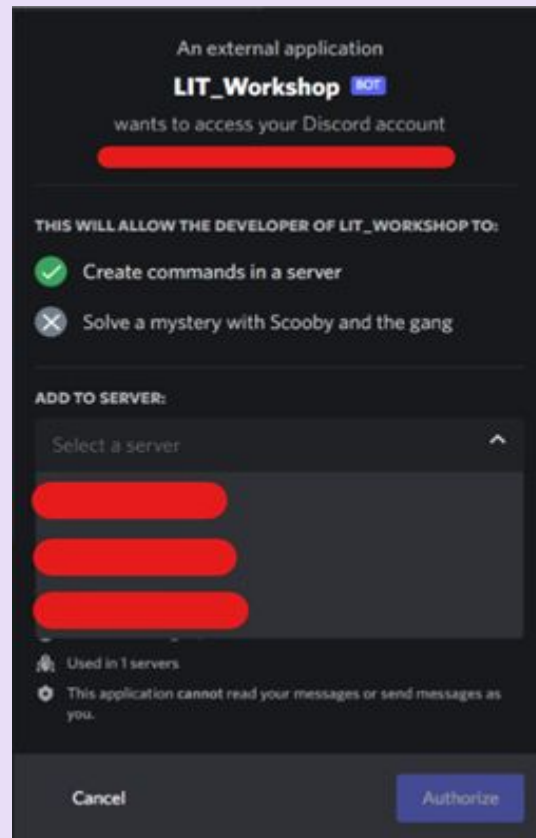 An external application
LIT_Workshop BOT
wants to access your Discord account
THIS WILL ALLOW THE DEVELOPER OF LIT_WORKSHOP TO:
Create commands in a server
Solve a mystery with Scooby and the gang
ADD TO SERVER:
Select a server
Used in 1 servers
This application cannot read your messages or send messages as
you.
Cancel
Authorize